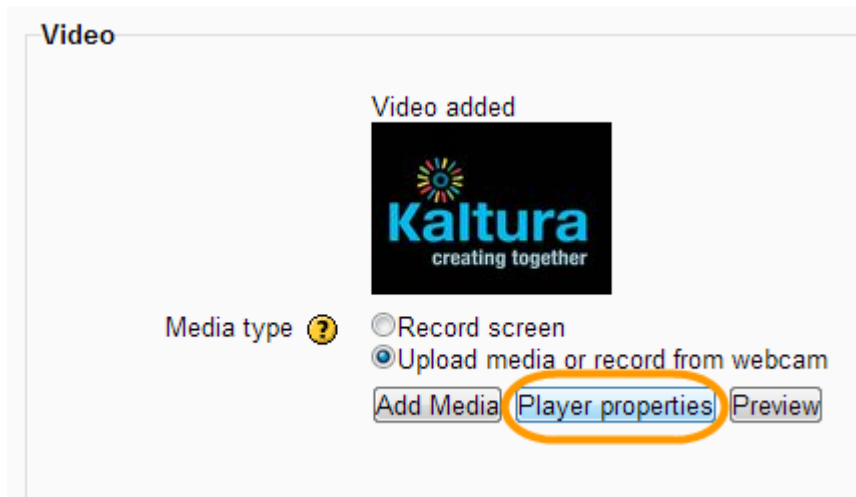 Video
Video added
Kaltura
creating together
Media type ?
Record screen
Upload media or record from webcam
Add Media Player properties Preview